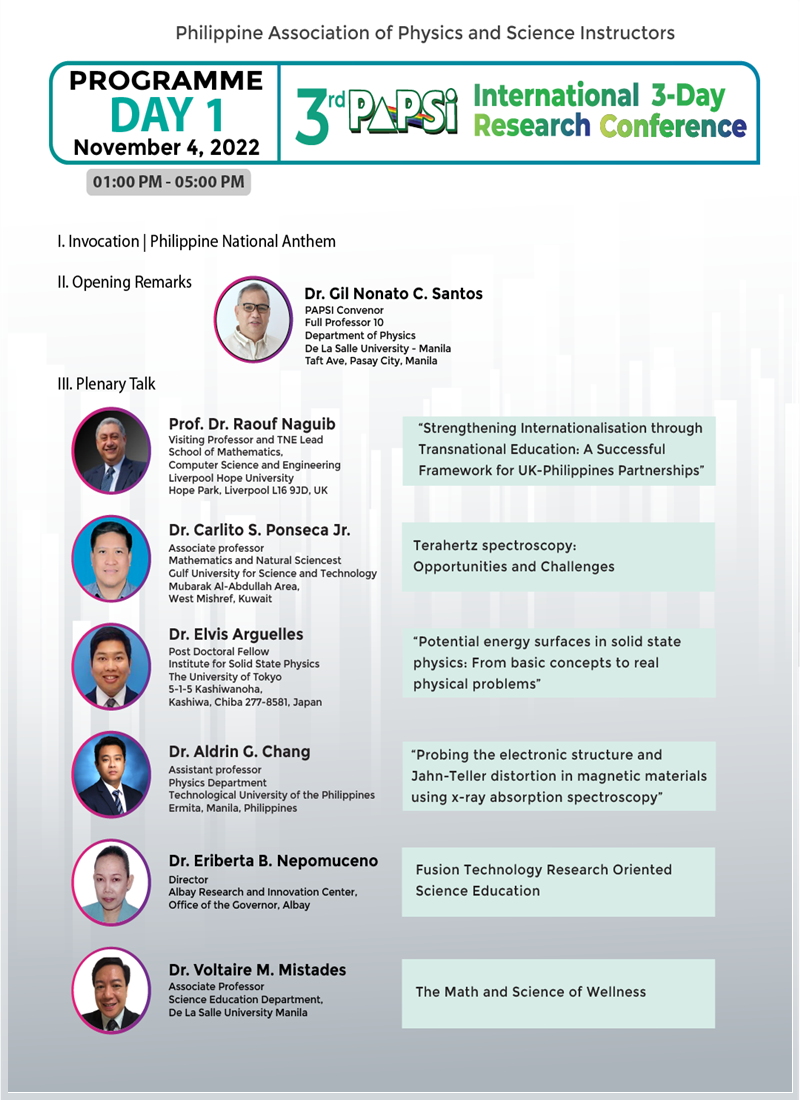 Philippine Association of Physics and Science Instructors
PROGRAMME
DAY 1
November 4, 2022
3rd PAPSi
International 3-Day
Research Conference
01:00 PM - 05:00 PM
I. Invocation | Philippine National Anthem
II. Opening Remarks
Dr. Gil Nonato C. Santos
PAPSI Convenor
Full Professor 10
Department of Physics
De La Salle University - Manila
Taft Ave, Pasay City, Manila
III. Plenary Talk
Prof. Dr. Raouf Naguib
Visiting Professor and TNE Lead
School of Mathematics,
Computer Science and Engineering
Liverpool Hope University
Hope Park, Liverpool L16 9JD, UK
“Strengthening Internationalisation through
Transnational Education: A Successful
Framework for UK-Philippines Partnerships”
Dr. Carlito S. Ponseca Jr.
Associate professor
Mathematics and Natural Sciencest
Gulf University for Science and Technology
Mubarak Al-Abdullah Area,
West Mishref, Kuwait
Terahertz spectroscopy:
Opportunities and Challenges
Dr. Elvis Arguelles
Post Doctoral Fellow
Institute for Solid State Physics
The University of Tokyo
5-1-5 Kashiwanoha,
Kashiwa, Chiba 277-8581, Japan
“Potential energy surfaces in solid state
physics: From basic concepts to real
physical problems”
Dr. Aldrin G. Chang
Assistant professor
Physics Department
Technological University of the Philippines
Ermita, Manila, Philippines
“Probing the electronic structure and
Jahn-Teller distortion in magnetic materials
using x-ray absorption spectroscopy”
Dr. Eriberta B. Nepomuceno
Director
Albay Research and Innovation Center,
Office of the Governor, Albay
Fusion Technology Research Oriented
Science Education
Dr. Voltaire M. Mistades
Associate Professor
Science Education Department,
De La Salle University Manila
The Math and Science of Wellness